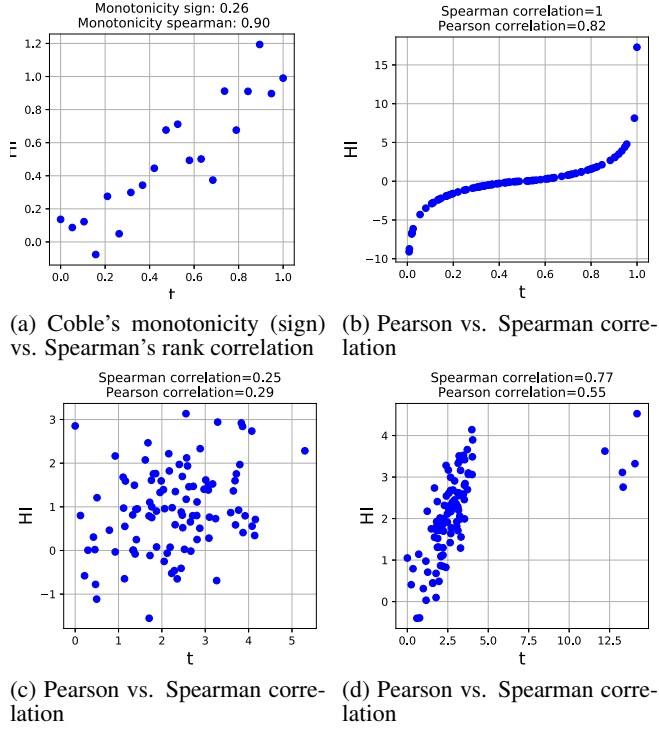 Monotonicity sign: 0.26
Monotonicity spearman: 0.90
1.2
1.0
0.8
0.6
0.4
0.2
0.0
HI
0.0 0.2 0.4 0.6 0.8 1.0
t
(a) Coble's monotonicity (sign)
vs. Spearman's rank correlation
Spearman correlation=1
Pearson correlation=0.82
15
10
5
0
−5
−10
HI
0.0 0.2 0.4 0.6 0.8 1.0
t
(b) Pearson vs. Spearman corre-
lation
Spearman correlation=0.25
Pearson correlation=0.29
3
2
1
0
−1
HI
0 1 2 3 4 5
t
(c) Pearson vs. Spearman corre-
lation
Spearman correlation=0.77
Pearson correlation=0.55
4
3
2
1
0
HI
0.0 2.5 5.0 7.5 10.0 12.5
t
(d) Pearson vs. Spearman corre-
lation